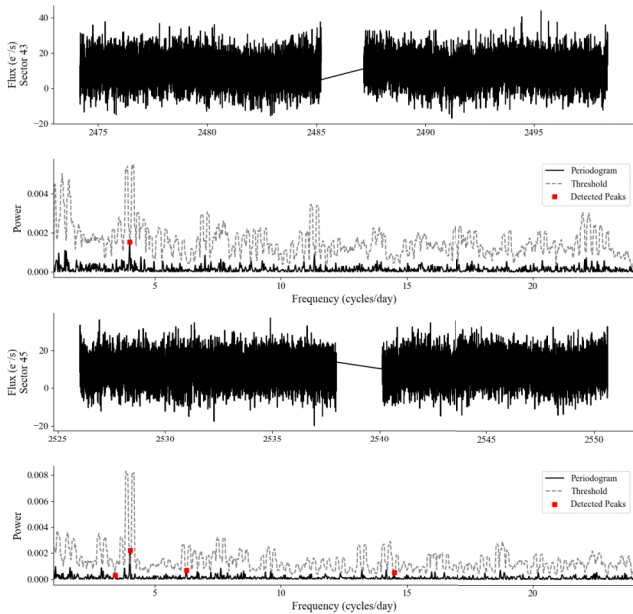 Flux (e⁻/s)
Sector 43
40
20
0
−20
2475
2480
2485
2490
2495
Power
0.004
0.002
0.000
Periodogram
Threshold
Detected Peaks
5
10
15
20
Frequency (cycles/day)
Flux (e⁻/s)
Sector 45
20
0
−20
2525
2530
2535
2540
2545
2550
Power
0.008
0.006
0.004
0.002
0.000
Periodogram
Threshold
Detected Peaks
5
10
15
20
Frequency (cycles/day)